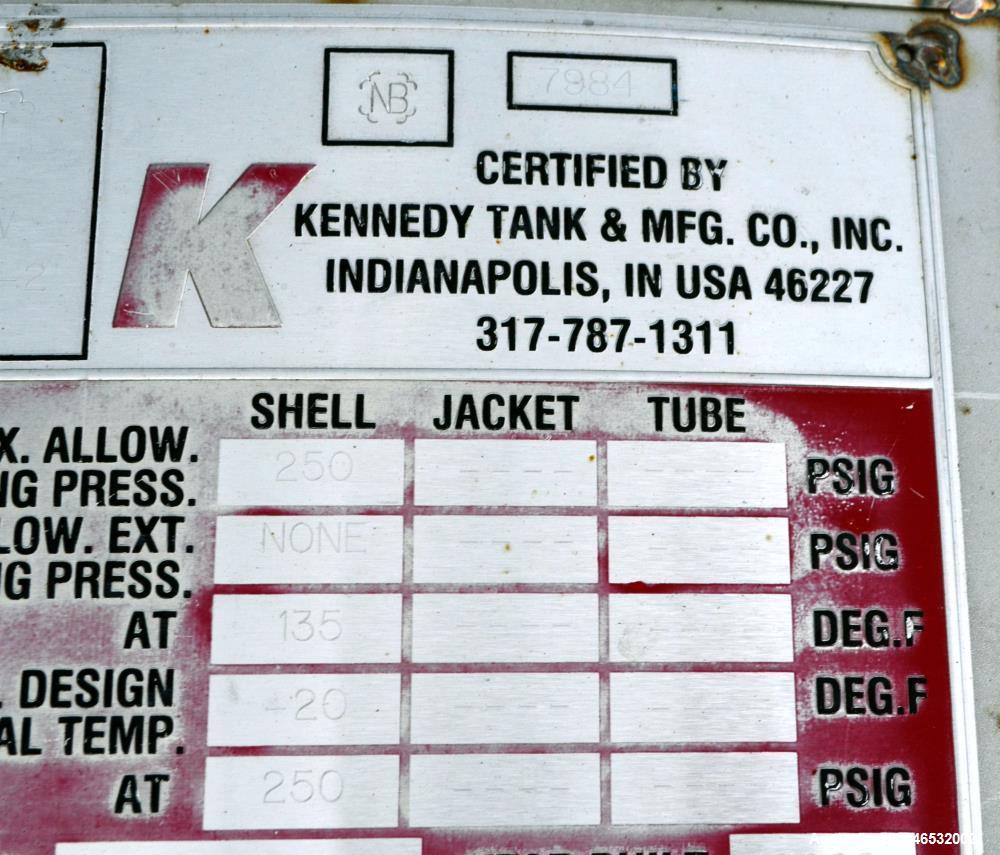 NB
7984
K
CERTIFIED BY
KENNEDY TANK & MFG. CO., INC.
INDIANAPOLIS, IN USA 46227
317-787-1311
SHELL JACKET TUBE
X. ALLOW.
NG PRESS. 250 ---- ---- PSIG
LOW. EXT.
NG PRESS. NONE ---- ---- PSIG
AT 135 ---- ---- DEG.F
. DESIGN
AL TEMP. -20 ---- ---- DEG.F
AT 250 ---- ---- PSIG